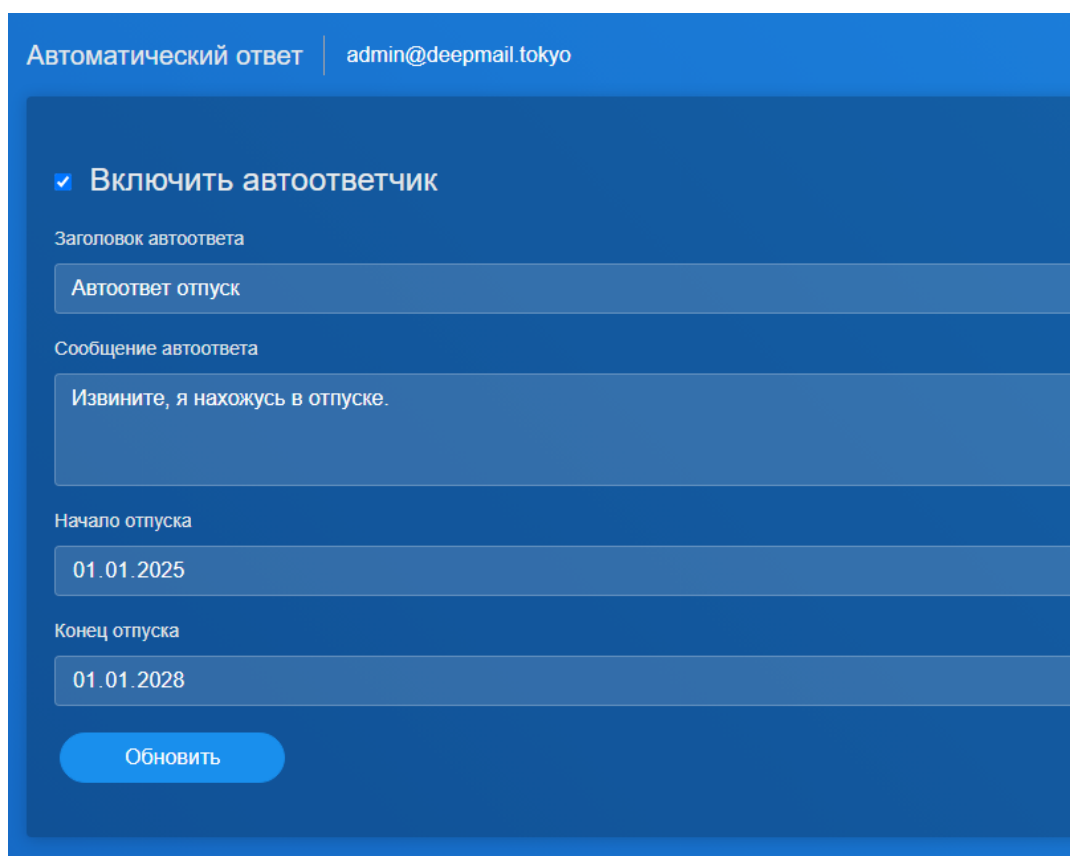 Автоматический ответ admin@deepmail.tokyo
Включить автоответчик
Заголовок автоответа
Автоответ отпуск
Сообщение автоответа
Извините, я нахожусь в отпуске.
Начало отпуска
01.01.2025
Конец отпуска
01.01.2028
Обновить